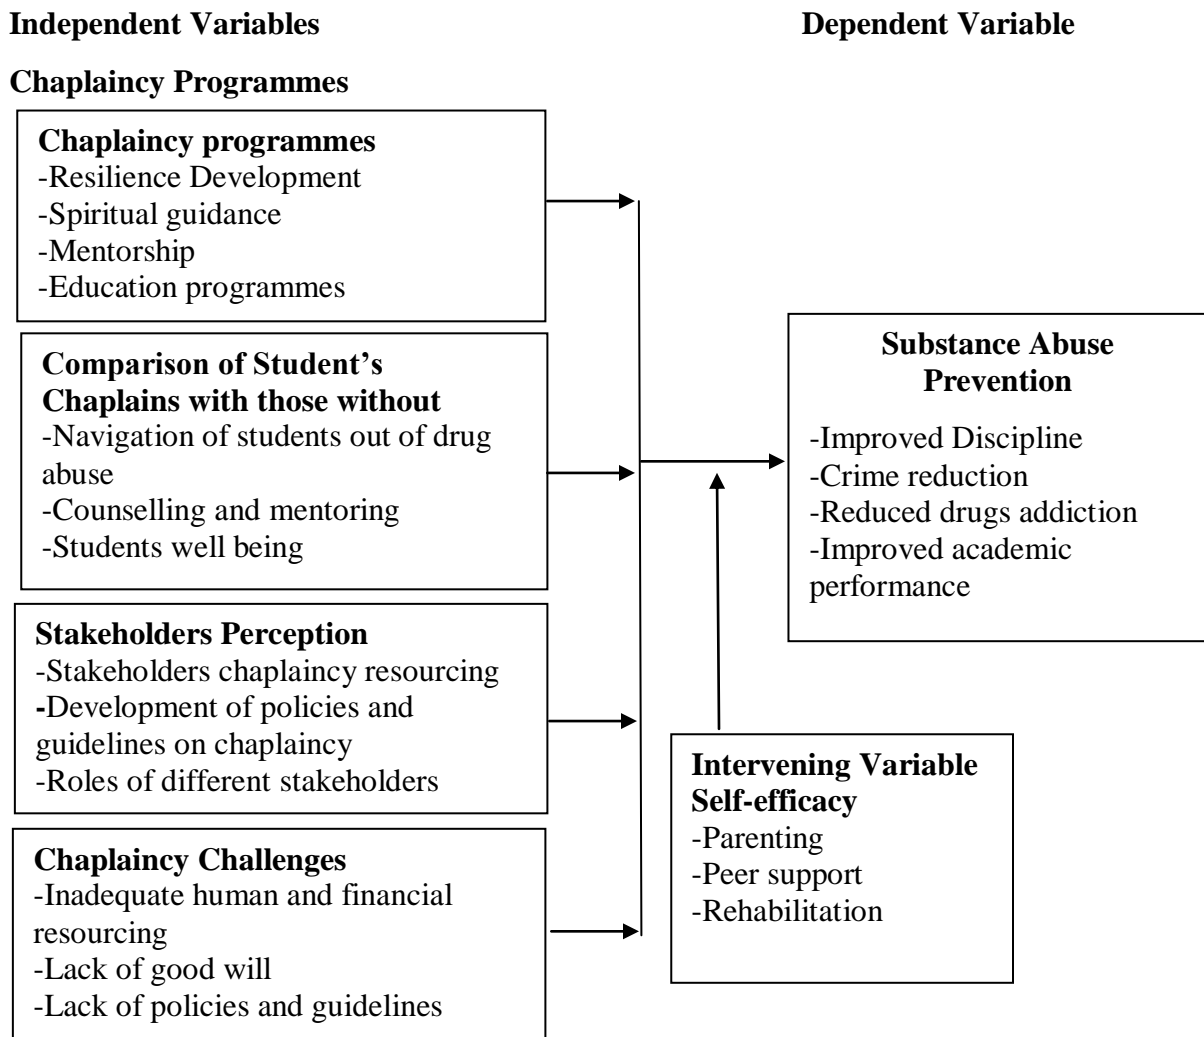 Independent Variables
Dependent Variable
Chaplaincy Programmes
Chaplaincy programmes
-Resilience Development
-Spiritual guidance
-Mentorship
-Education programmes
Comparison of Student’s
Chaplains with those without
-Navigation of students out of drug
abuse
-Counselling and mentoring
-Students well being
Stakeholders Perception
-Stakeholders chaplaincy resourcing
-Development of policies and
guidelines on chaplaincy
-Roles of different stakeholders
Chaplaincy Challenges
-Inadequate human and financial
resourcing
-Lack of good will
-Lack of policies and guidelines
Substance Abuse
Prevention
-Improved Discipline
-Crime reduction
-Reduced drugs addiction
-Improved academic
performance
Intervening Variable
Self-efficacy
-Parenting
-Peer support
-Rehabilitation